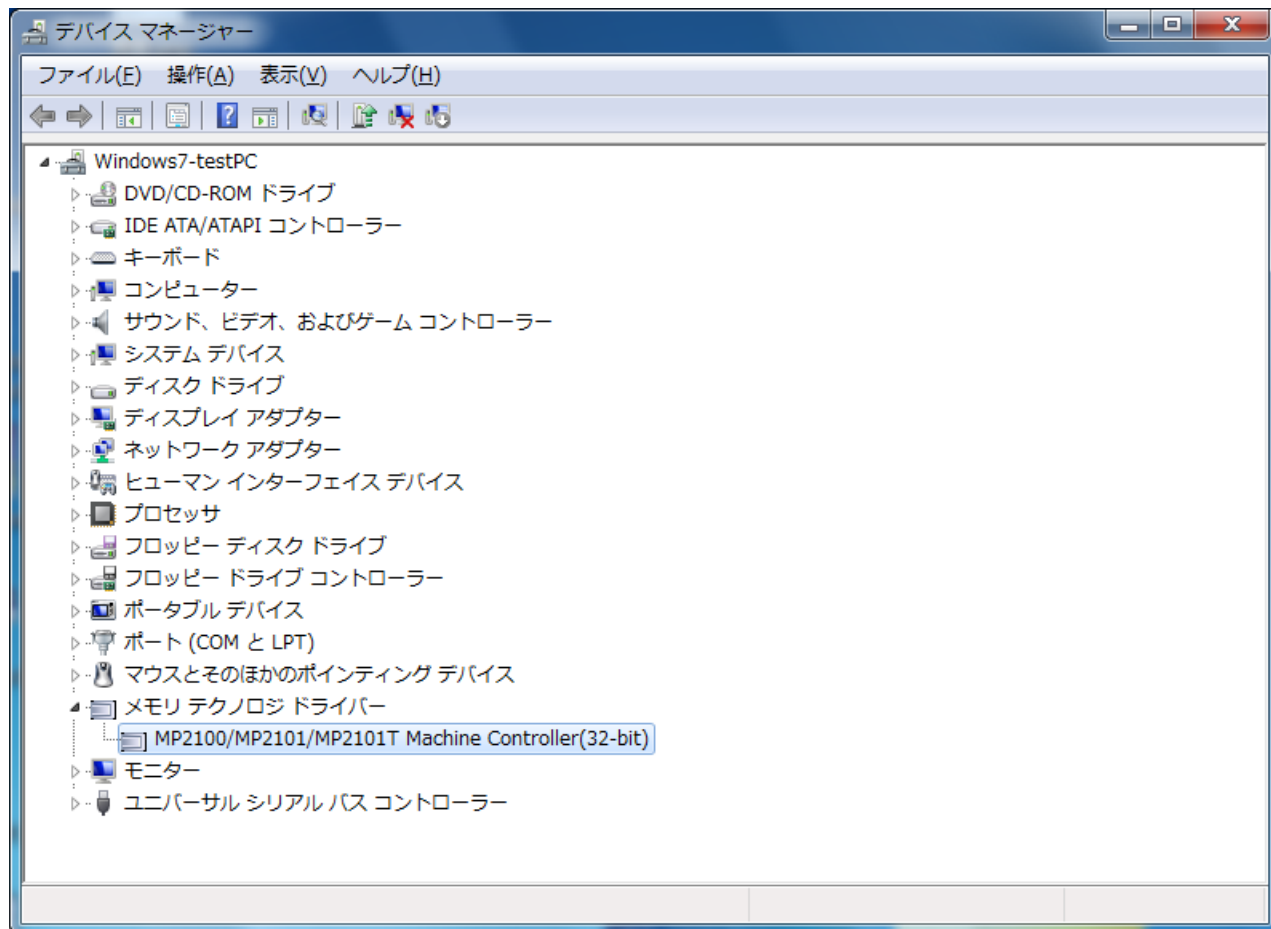 デバイス マネージャー
ファイル(F) 操作(A) 表示(V) ヘルプ(H)
Windows7-testPC
DVD/CD-ROM ドライブ
IDE ATA/ATAPI コントローラー
キーボード
コンピューター
サウンド、ビデオ、およびゲーム コントローラー
システム デバイス
ディスク ドライブ
ディスプレイ アダプター
ネットワーク アダプター
ヒューマン インターフェイス デバイス
プロセッサ
フロッピー ディスク ドライブ
フロッピー ドライブ コントローラー
ポータブル デバイス
ポート (COM と LPT)
マウスとそのほかのポインティング デバイス
メモリ テクノロジ ドライバー
MP2100/MP2101/MP2101T Machine Controller(32-bit)
モニター
ユニバーサル シリアル バス コントローラー